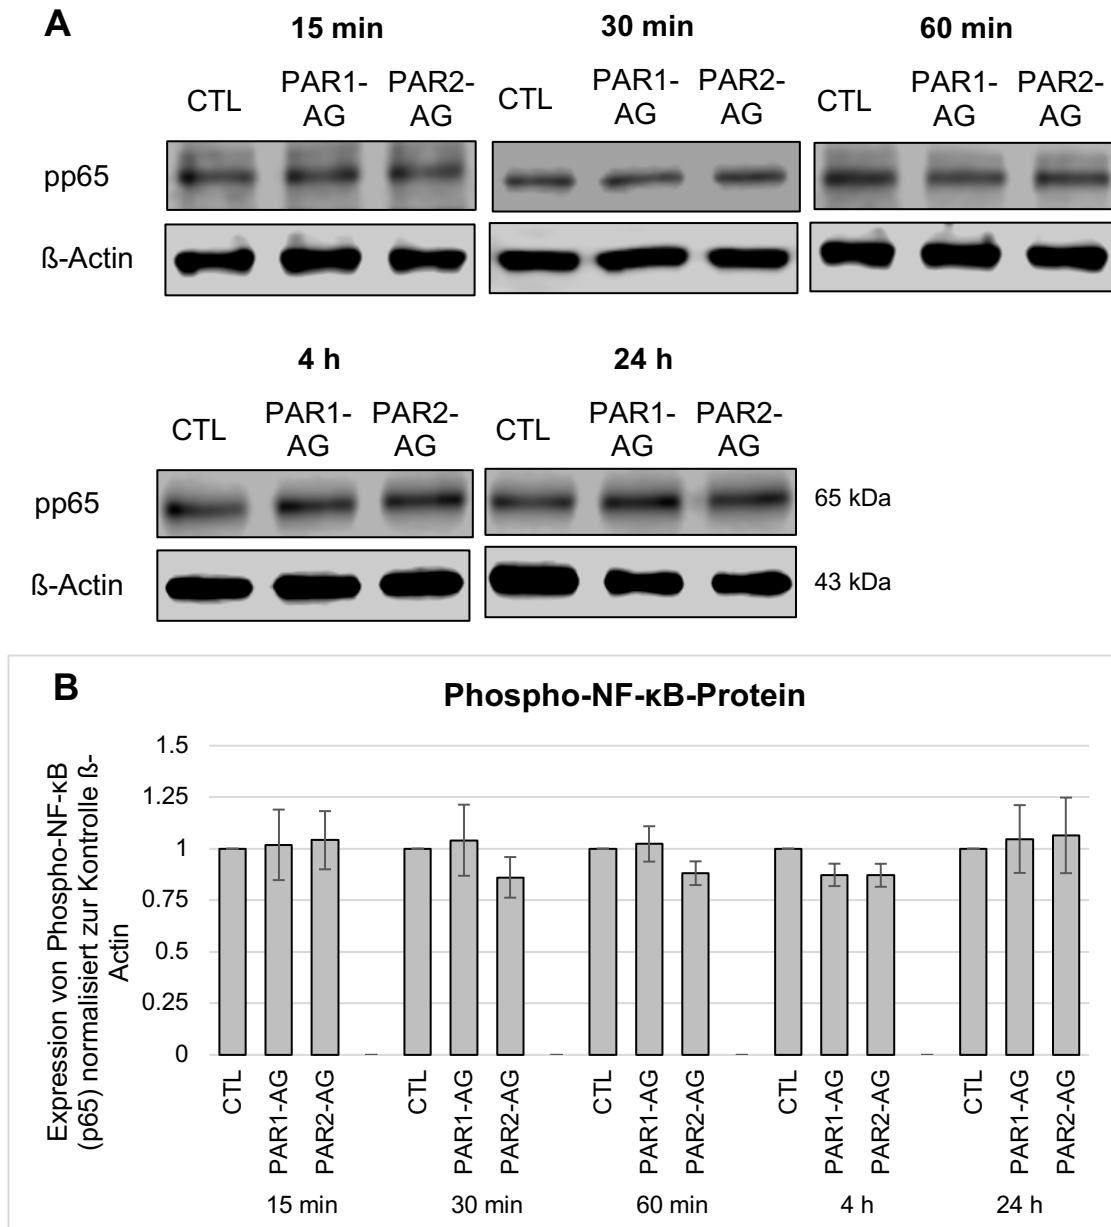 A
15 min
30 min
60 min
CTL
PAR1-
AG
PAR2-
AG
CTL
PAR1-
AG
PAR2-
AG
CTL
PAR1-
AG
PAR2-
AG
pp65
ß-Actin
4 h
24 h
CTL
PAR1-
AG
PAR2-
AG
CTL
PAR1-
AG
PAR2-
AG
pp65
65 kDa
ß-Actin
43 kDa
B
Phospho-NF-κB-Protein
Expression von Phospho-NF-κB
(p65) normalisiert zur Kontrolle ß-
Actin
1.5
1.25
1
0.75
0.5
0.25
0
CTL
PAR1-AG
PAR2-AG
CTL
PAR1-AG
PAR2-AG
CTL
PAR1-AG
PAR2-AG
CTL
PAR1-AG
PAR2-AG
CTL
PAR1-AG
PAR2-AG
15 min
30 min
60 min
4 h
24 h